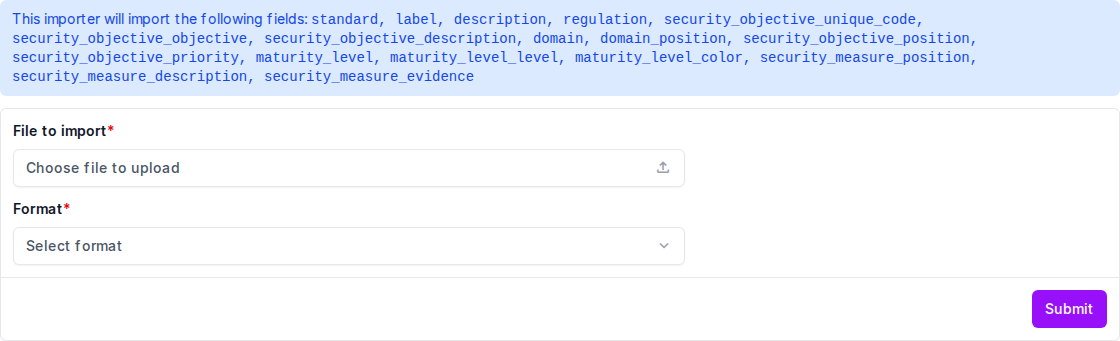 This importer will import the following fields: standard, label, description, regulation, security_objective_unique_code,
security_objective_objective, security_objective_description, domain, domain_position, security_objective_position,
security_objective_priority, maturity_level, maturity_level_level, maturity_level_color, security_measure_position,
security_measure_description, security_measure_evidence
File to import*
Choose file to upload
Format*
Select format
Submit